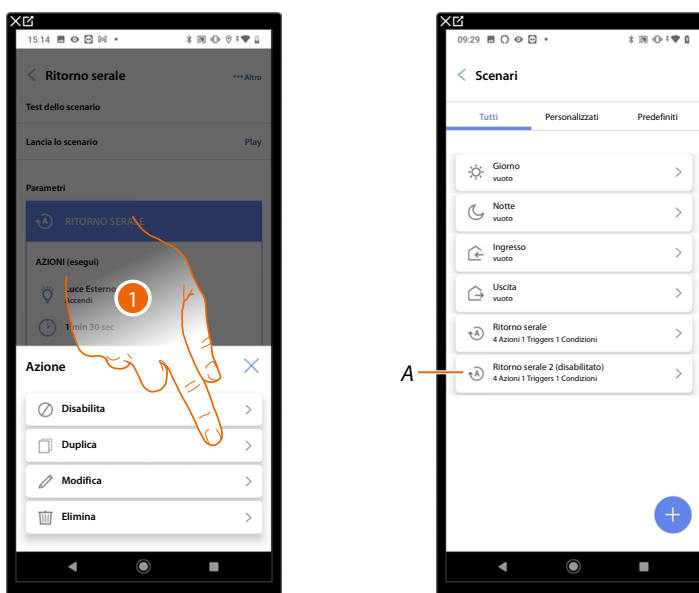 15:14
Ritorno serale
•••Altro
Test dello scenario
Lancia lo scenario
Play
Parametri
RITORNO SERALE
AZIONI (esegui)
Luce Esterno
Accendi
1 min 30 sec
1
Azione
Disabilita
Duplica
Modifica
Elimina
09:29
Scenari
Tutti
Personalizzati
Predefiniti
Giorno
vuoto
Notte
vuoto
Ingresso
vuoto
Uscita
vuoto
Ritorno serale
4 Azioni 1 Triggers 1 Condizioni
A
Ritorno serale 2 (disabilitato)
4 Azioni 1 Triggers 1 Condizioni